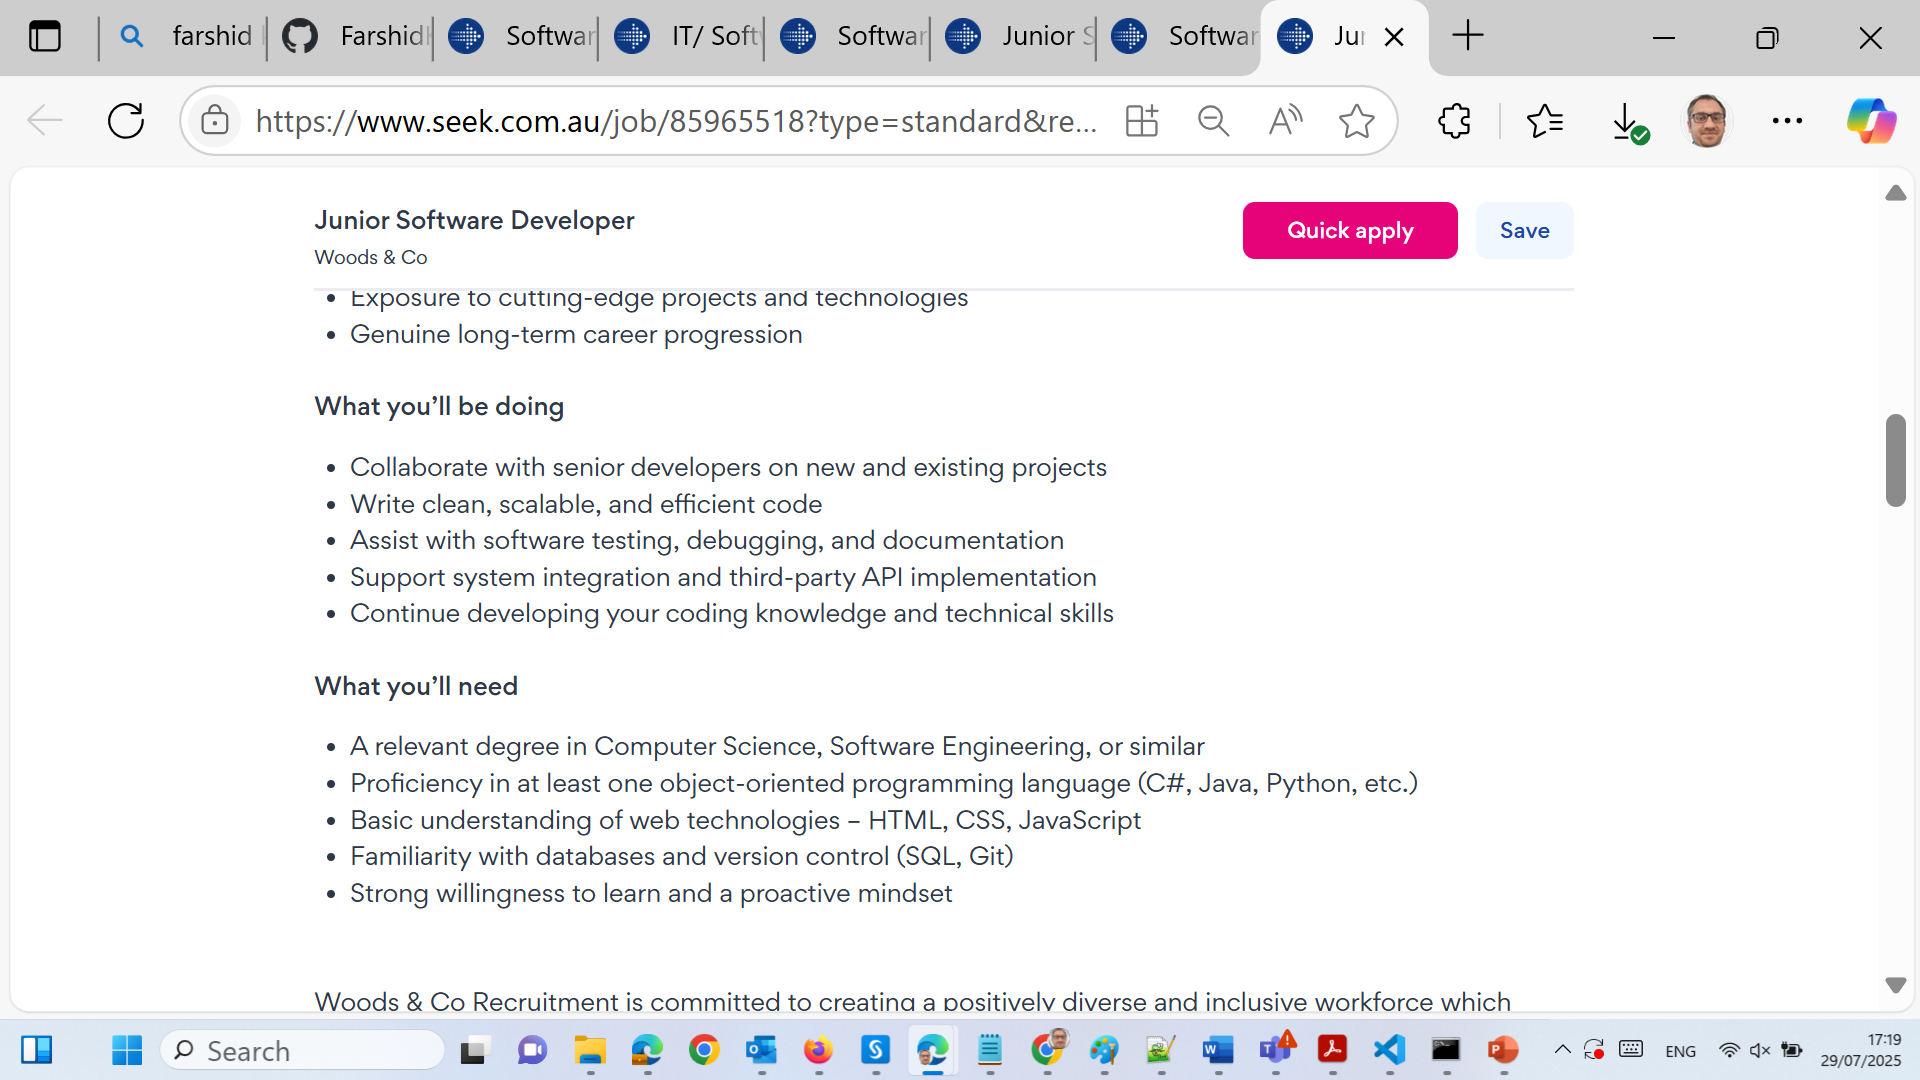 farshid
Farshid
Softwar
IT/ Soft
Softwar
Junior S
Softwar
Jur
https://www.seek.com.au/job/85965518?type=standard&re...
Junior Software Developer
Woods & Co
Quick apply
Save
• Exposure to cutting-edge projects and technologies
• Genuine long-term career progression
What you’ll be doing
• Collaborate with senior developers on new and existing projects
• Write clean, scalable, and efficient code
• Assist with software testing, debugging, and documentation
• Support system integration and third-party API implementation
• Continue developing your coding knowledge and technical skills
What you’ll need
• A relevant degree in Computer Science, Software Engineering, or similar
• Proficiency in at least one object-oriented programming language (C#, Java, Python, etc.)
• Basic understanding of web technologies – HTML, CSS, JavaScript
• Familiarity with databases and version control (SQL, Git)
• Strong willingness to learn and a proactive mindset
Woods & Co Recruitment is committed to creating a positively diverse and inclusive workforce which
Search
ENG
17:19
29/07/2025